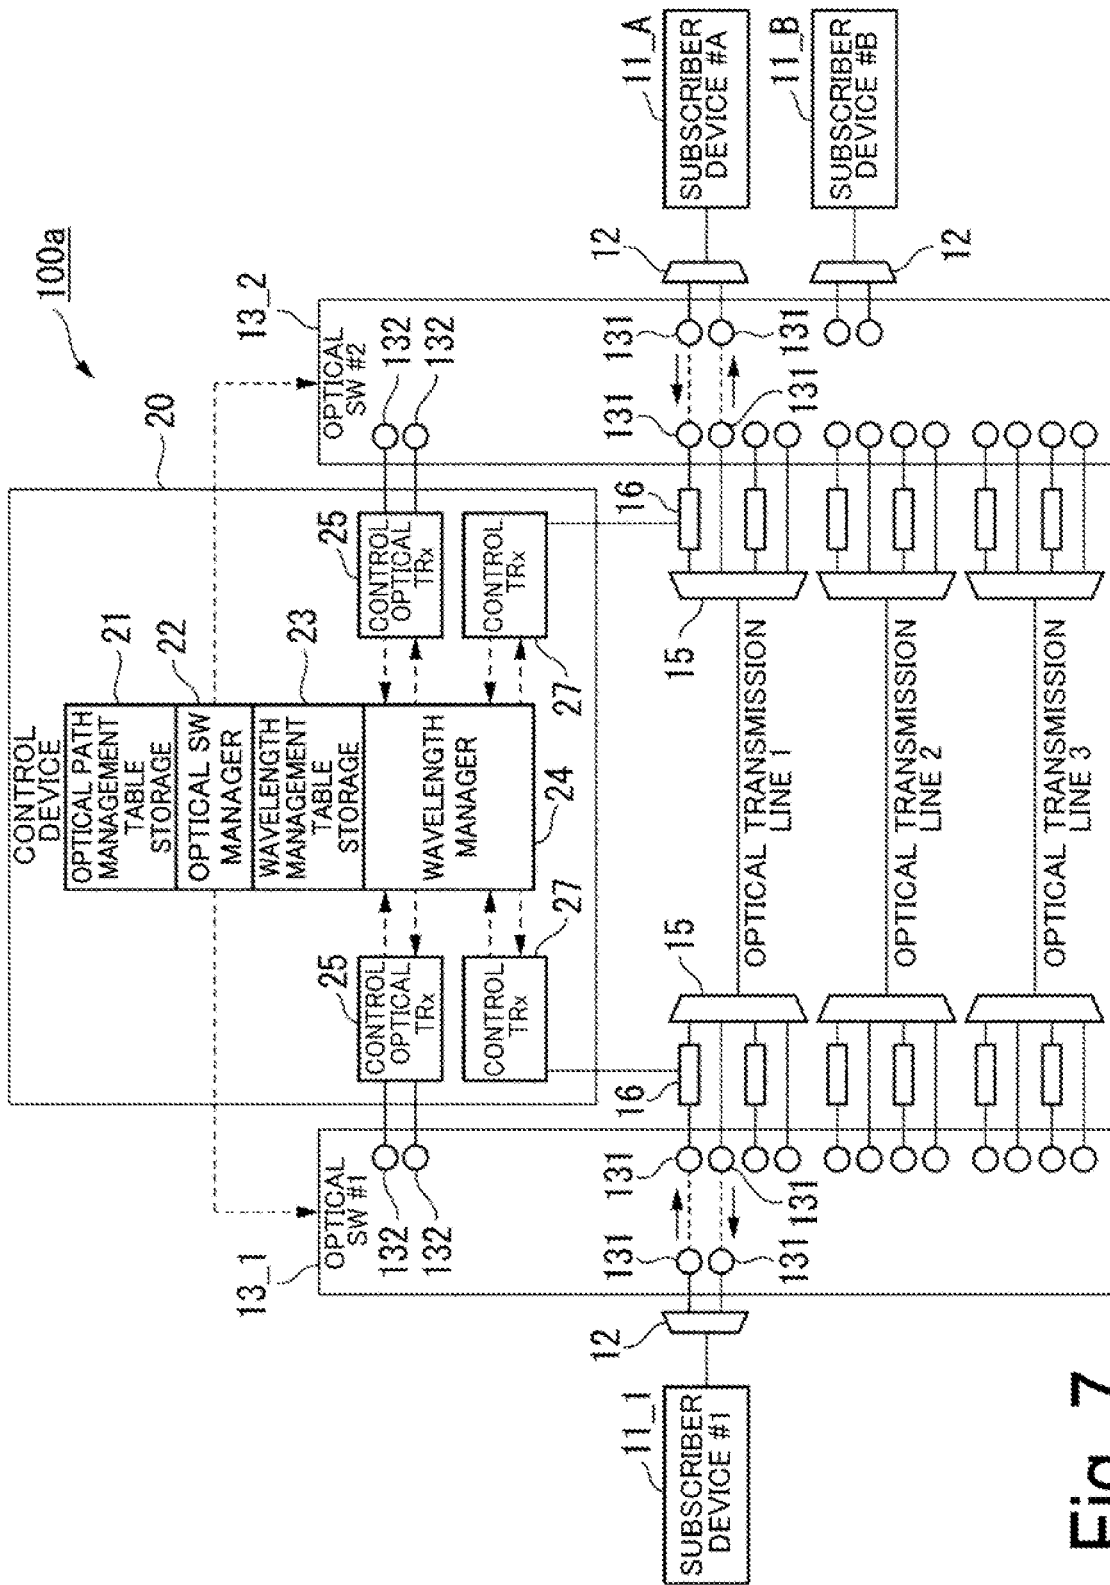 100a
CONTROL
DEVICE
20
OPTICAL PATH
MANAGEMENT
TABLE
STORAGE
21
OPTICAL SW
MANAGER
22
WAVELENGTH
MANAGEMENT
TABLE
STORAGE
23
WAVELENGTH
MANAGER
24
CONTROL
OPTICAL
TRx
25
CONTROL
TRx
27
CONTROL
OPTICAL
TRx
25
CONTROL
TRx
27
13_1
OPTICAL
SW #1
132
132
13_2
OPTICAL
SW #2
132
132
11_1
SUBSCRIBER
DEVICE #1
12
131
131
131
131
16
15
OPTICAL TRANSMISSION
LINE 1
15
16
131
131
131
131
12
11_A
SUBSCRIBER
DEVICE #A
OPTICAL TRANSMISSION
LINE 2
12
11_B
SUBSCRIBER
DEVICE #B
OPTICAL TRANSMISSION
LINE 3
Fig. 7